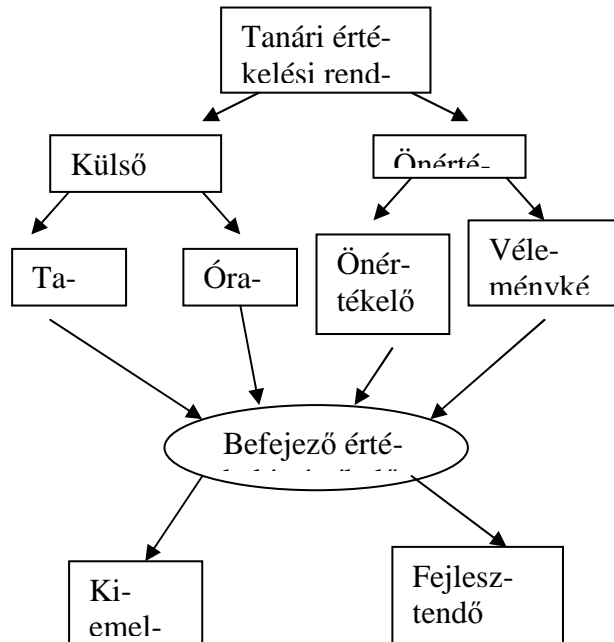 Tanári érté-
kelési rend-
Külső
Önérté-
Ta-
Óra-
Önér-
tékelő
Véle-
ményké
Befejező érté-
Ki-
emel-
Fejlesz-
tendő